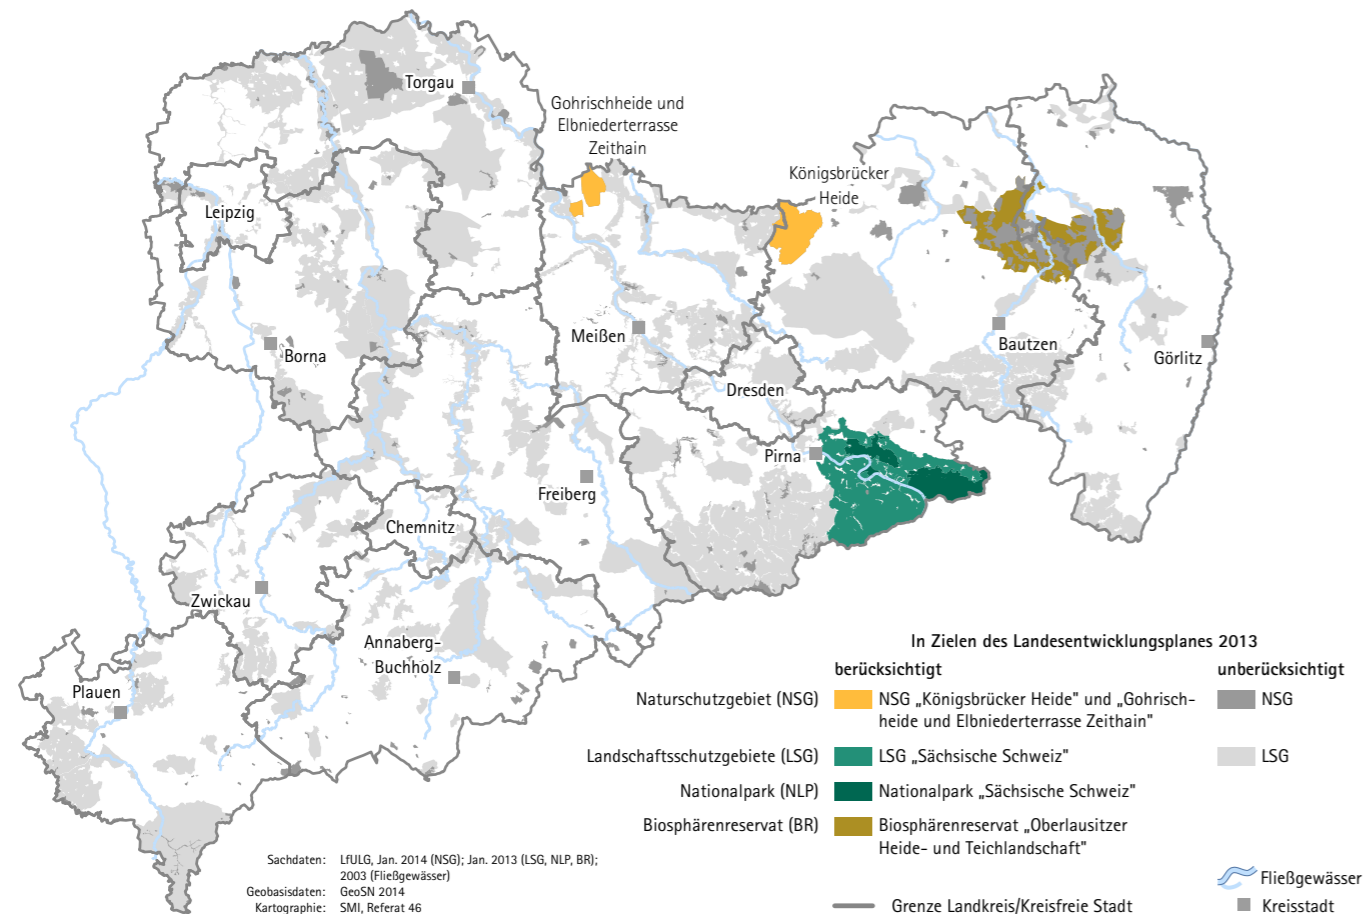 Torgau
Gohrischheide und
Elbniederterrasse
Zeithain
Königsbrücker
Heide
Leipzig
Meißen
Borna
Bautzen
Görlitz
Dresden
Pirna
Freiberg
Chemnitz
Zwickau
Annaberg-
Buchholz
Plauen
In Zielen des Landesentwicklungsplanes 2013
berücksichtigt
unberücksichtigt
Naturschutzgebiet (NSG)
NSG „Königsbrücker Heide" und „Gohrisch-
heide und Elbniederterrasse Zeithain"
NSG
Landschaftsschutzgebiete (LSG)
LSG „Sächsische Schweiz"
LSG
Nationalpark (NLP)
Nationalpark „Sächsische Schweiz"
Biosphärenreservat (BR)
Biosphärenreservat „Oberlausitzer
Heide- und Teichlandschaft"
Sachdaten: LfULG, Jan. 2014 (NSG); Jan. 2013 (LSG, NLP, BR);
2003 (Fließgewässer)
Geobasisdaten: GeoSN 2014
Kartographie: SMI, Referat 46
Fließgewässer
Grenze Landkreis/Kreisfreie Stadt
Kreisstadt